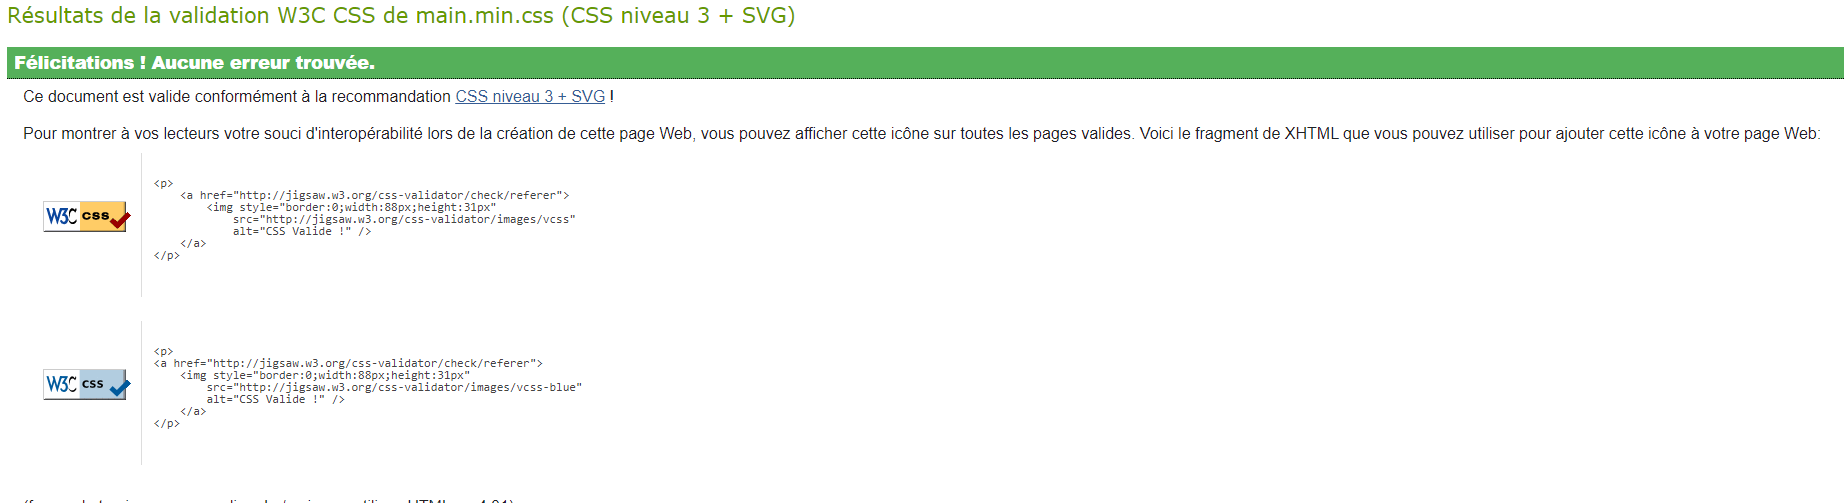 Résultats de la validation W3C CSS de main.min.css (CSS niveau 3 + SVG)
Félicitations ! Aucune erreur trouvée.
Ce document est valide conformément à la recommandation CSS niveau 3 + SVG !
Pour montrer à vos lecteurs votre souci d'interopérabilité lors de la création de cette page Web, vous pouvez afficher cette icône sur toutes les pages valides. Voici le fragment de XHTML que vous pouvez utiliser pour ajouter cette icône à votre page Web:
W3C css
<p>
<a href="http://jigsaw.w3.org/css-validator/check/referer">
<img style="border:0;width:88px;height:31px"
src="http://jigsaw.w3.org/css-validator/images/vcss"
alt="CSS Valide !" />
</a>
</p>
W3C css
<p>
<a href="http://jigsaw.w3.org/css-validator/check/referer">
<img style="border:0;width:88px;height:31px"
src="http://jigsaw.w3.org/css-validator/images/vcss-blue"
alt="CSS Valide !" />
</a>
</p>